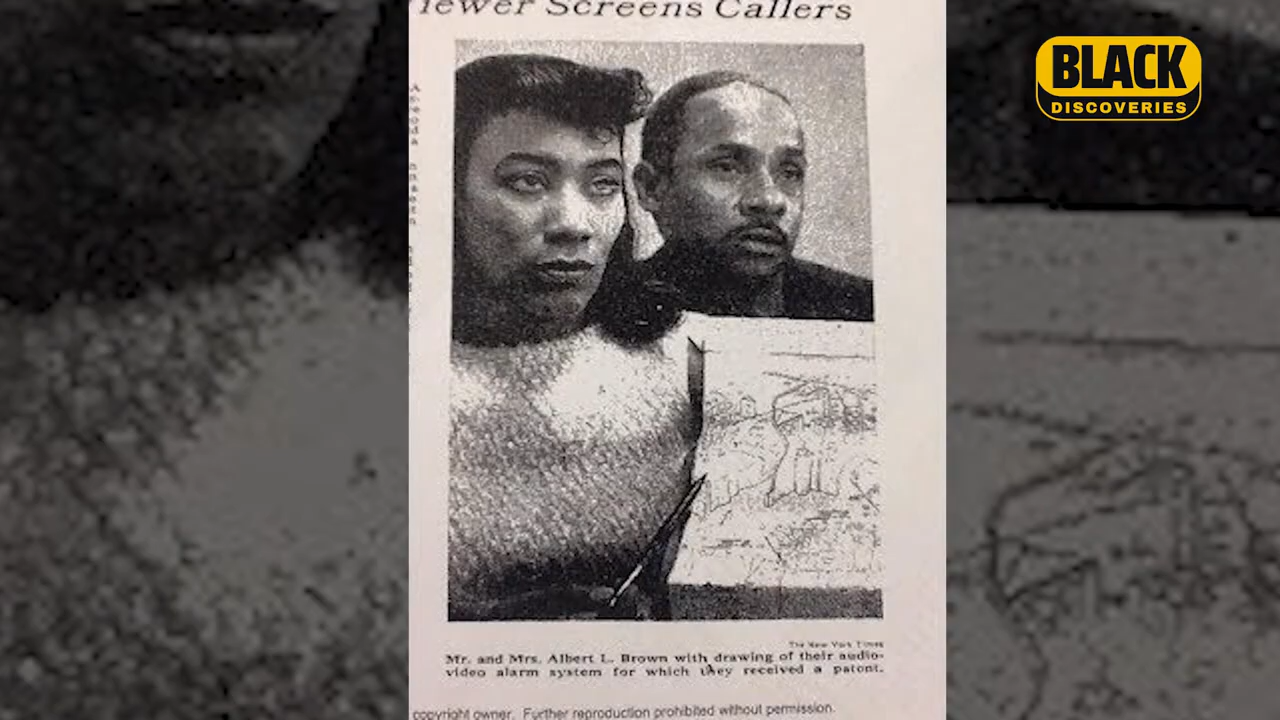 iewer Screens Callers
BLACK
DISCOVERIES
The New York Times
Mr. and Mrs. Albert L. Brown with drawing of their audio-
video alarm system for which they received a patent.
copyright owner. Further reproduction prohibited without permission.